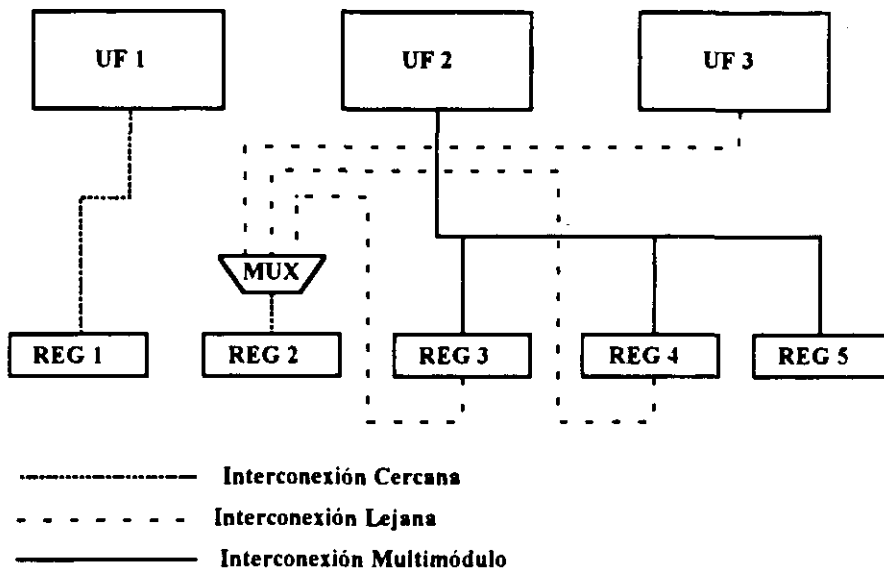 UF 1
UF 2
UF 3
MUX
REG 1
REG 2
REG 3
REG 4
REG 5
Interconexión Cercana
Interconexión Lejana
Interconexión Multimódulo